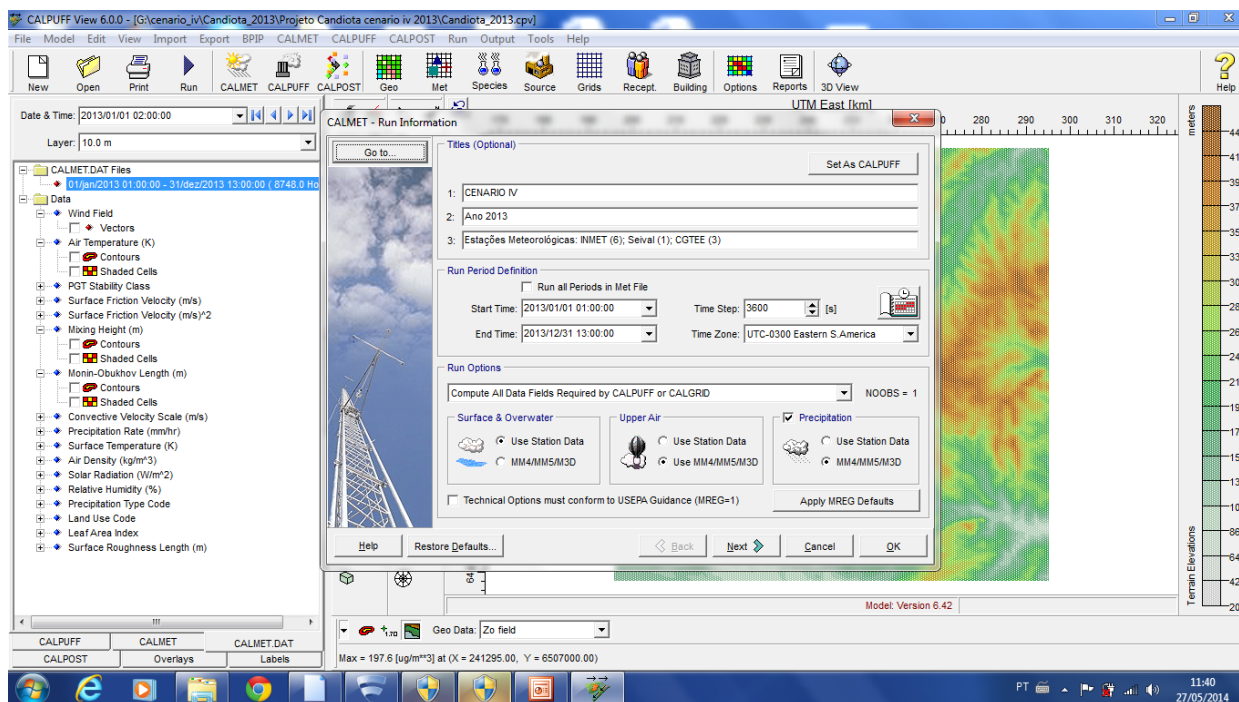 CALPUFF View 6.0.0 - [G:\cenario_iv\Candiota_2013\Projeto Candiota cenario iv 2013\Candiota_2013.cpv]
File Model Edit View Import Export BPIP CALMET CALPUFF CALPOST Run Output Tools Help
New Open Print Run CALMET CALPUFF CALPOST Geo Met Species Source Grids Recept. Building Options Reports 3D View Help
Date & Time: 2013/01/01 02:00:00
Layer: 10.0 m
CALMET.DAT Files
01/jan/2013 01:00:00 - 31/dez/2013 13:00:00 ( 8748.0 Ho
Data
Wind Field
Vectors
Air Temperature (K)
Contours
Shaded Cells
PGT Stability Class
Surface Friction Velocity (m/s)
Surface Friction Velocity (m/s)^2
Mixing Height (m)
Contours
Shaded Cells
Monin-Obukhov Length (m)
Contours
Shaded Cells
Convective Velocity Scale (m/s)
Precipitation Rate (mm/hr)
Surface Temperature (K)
Air Density (kg/m^3)
Solar Radiation (W/m^2)
Relative Humidity (%)
Precipitation Type Code
Land Use Code
Leaf Area Index
Surface Roughness Length (m)
CALPUFF CALMET CALMET.DAT
CALPOST Overlays Labels
UTM East [km]
280 290 300 310 320
CALMET - Run Information
Go to...
Titles (Optional)
Set As CALPUFF
1: CENARIO IV
2: Ano 2013
3: Estações Meteorológicas: INMET (6); Seival (1); CGTEE (3)
Run Period Definition
Run all Periods in Met File
Start Time: 2013/01/01 01:00:00 Time Step: 3600 [s]
End Time: 2013/12/31 13:00:00 Time Zone: UTC-0300 Eastern S.America
Run Options
Compute All Data Fields Required by CALPUFF or CALGRID NOOBS = 1
Surface & Overwater Upper Air Precipitation
Use Station Data Use Station Data Use Station Data
MM4/MM5/M3D Use MM4/MM5/M3D MM4/MM5/M3D
Technical Options must conform to USEPA Guidance (MREG=1) Apply MREG Defaults
Help Restore Defaults... Back Next Cancel OK
meters
Terrain Elevations
Model: Version 6.42
Geo Data: Zo field
Max = 197.6 [ug/m**3] at (X = 241295.00, Y = 6507000.00)
PT
11:40
27/05/2014